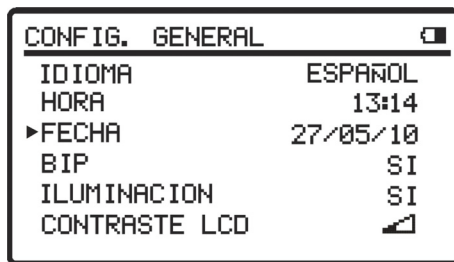 CONFIG. GENERAL
IDIOMA ESPAÑOL
HORA 13:14
FECHA 27/05/10
BIP SI
ILUMINACION SI
CONTRASTE LCD